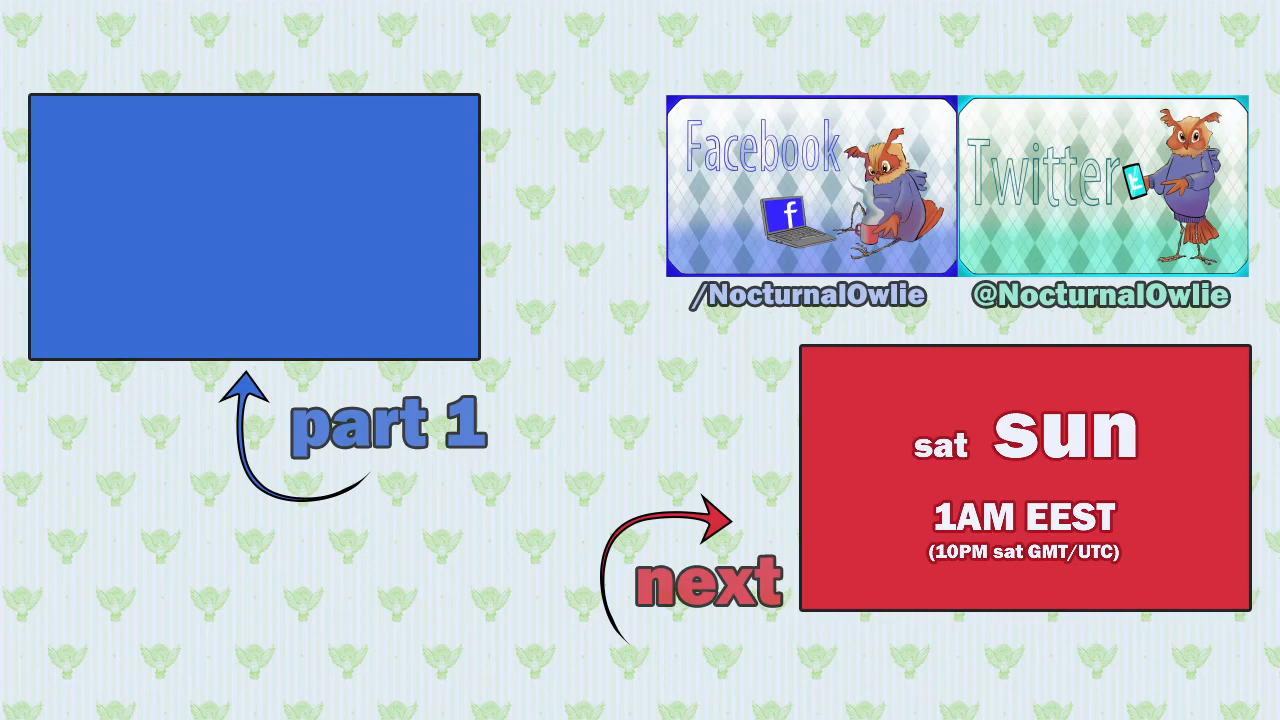 Facebook
f
Twitter
/NocturnalOwlie
@NocturnalOwlie
part 1
sat sun
1AM EEST
(10PM sat GMT/UTC)
next